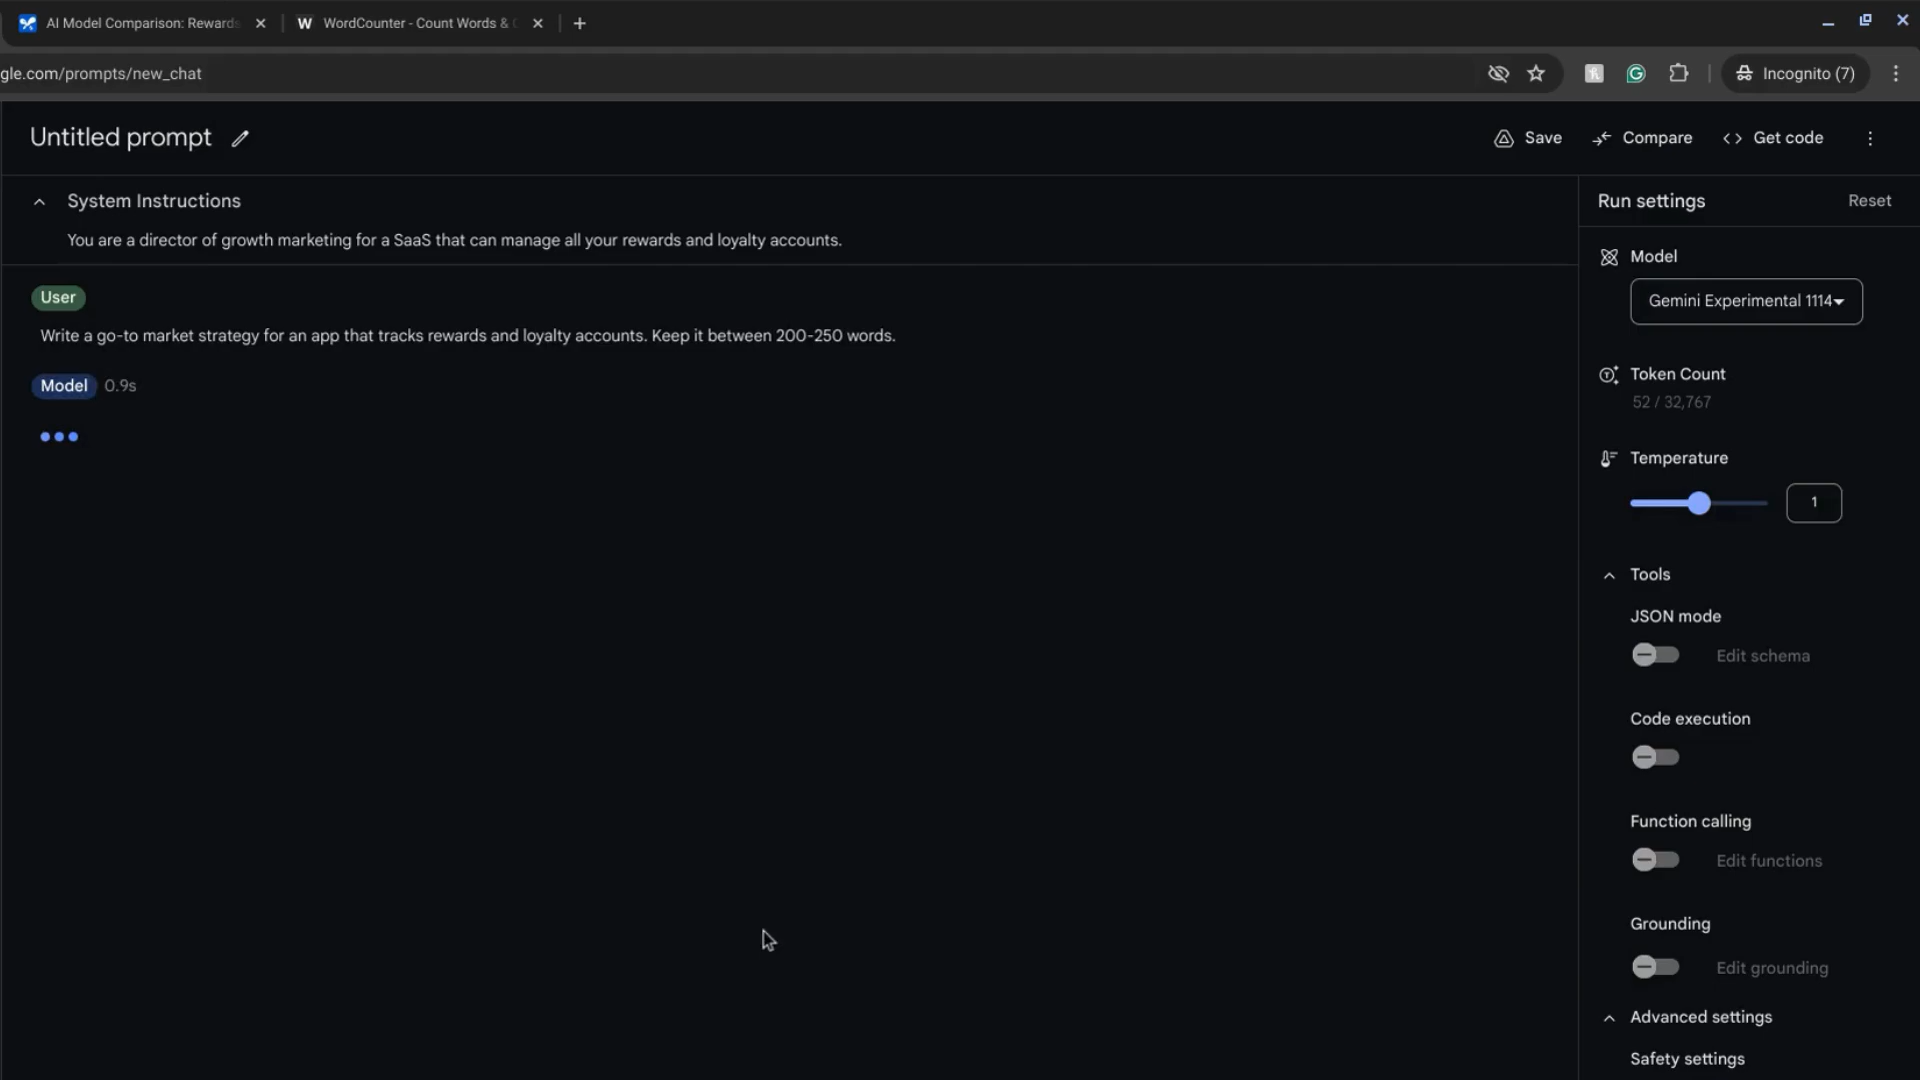 AI Model Comparison: Rewards
W WordCounter - Count Words &
gle.com/prompts/new_chat
Incognito (7)
Untitled prompt
Save
Compare
Get code
System Instructions
You are a director of growth marketing for a SaaS that can manage all your rewards and loyalty accounts.
User
Write a go-to market strategy for an app that tracks rewards and loyalty accounts. Keep it between 200-250 words.
Model 0.9s
Run settings
Reset
Model
Gemini Experimental 1114
Token Count
52 / 32,767
Temperature
1
Tools
JSON mode
Edit schema
Code execution
Function calling
Edit functions
Grounding
Edit grounding
Advanced settings
Safety settings